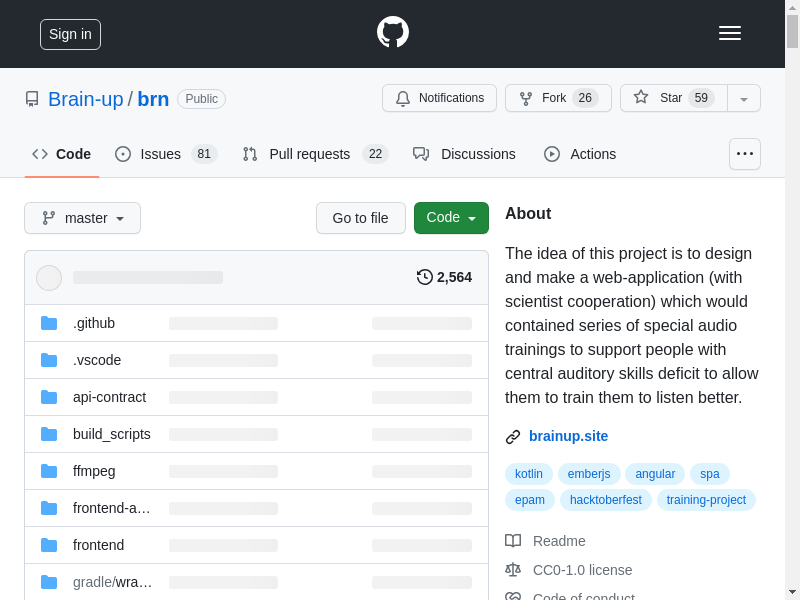 Sign in
Brain-up / brn Public
Notifications Fork 26 Star 59
Code Issues 81 Pull requests 22 Discussions Actions
master Go to file Code
2,564
.github
.vscode
api-contract
build_scripts
ffmpeg
frontend-a…
frontend
gradle/wra…
About
The idea of this project is to design
and make a web-application (with
scientist cooperation) which would
contained series of special audio
trainings to support people with
central auditory skills deficit to allow
them to train them to listen better.
brainup.site
kotlin emberjs angular spa
epam hacktoberfest training-project
Readme
CC0-1.0 license
Code of conduct